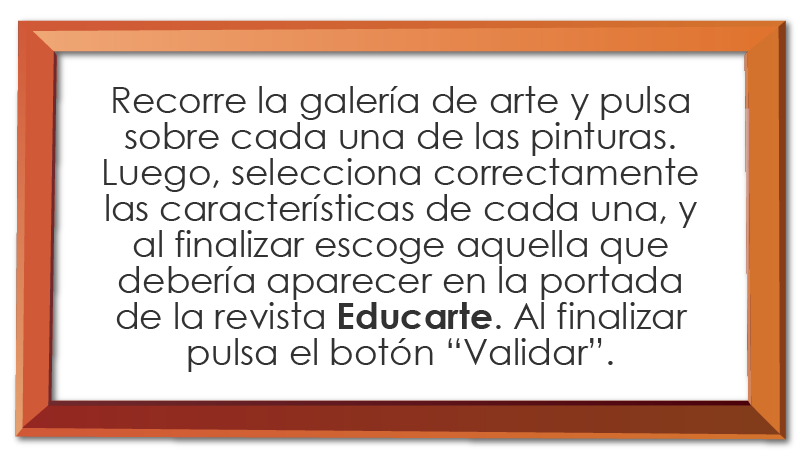 Recorre la galería de arte y pulsa
sobre cada una de las pinturas.
Luego, selecciona correctamente
las características de cada una, y
al finalizar escoge aquella que
debería aparecer en la portada
de la revista Educarte. Al finalizar
pulsa el botón “Validar”.